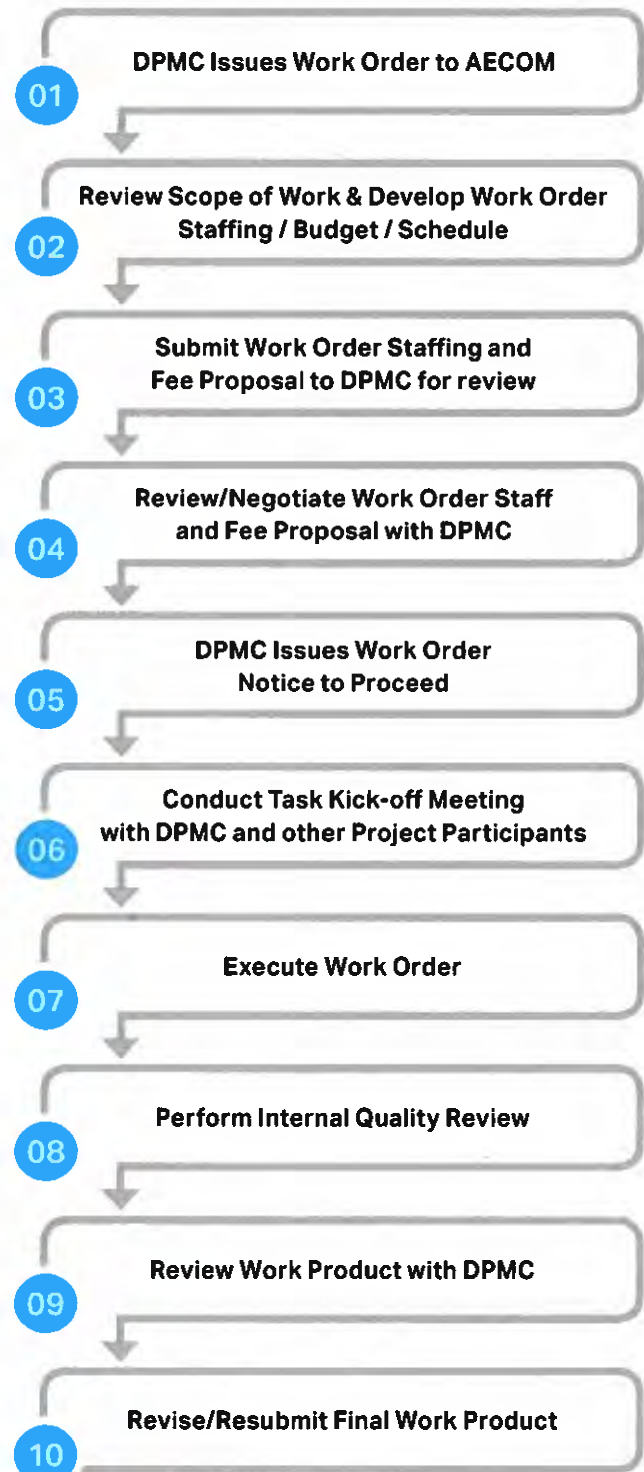 DPMC Issues Work Order to AECOM
01
Review Scope of Work & Develop Work Order
Staffing / Budget / Schedule
02
Submit Work Order Staffing and
Fee Proposal to DPMC for review
03
Review/Negotiate Work Order Staff
and Fee Proposal with DPMC
04
DPMC Issues Work Order
Notice to Proceed
05
Conduct Task Kick-off Meeting
with DPMC and other Project Participants
06
Execute Work Order
07
Perform Internal Quality Review
08
Review Work Product with DPMC
09
Revise/Resubmit Final Work Product
10